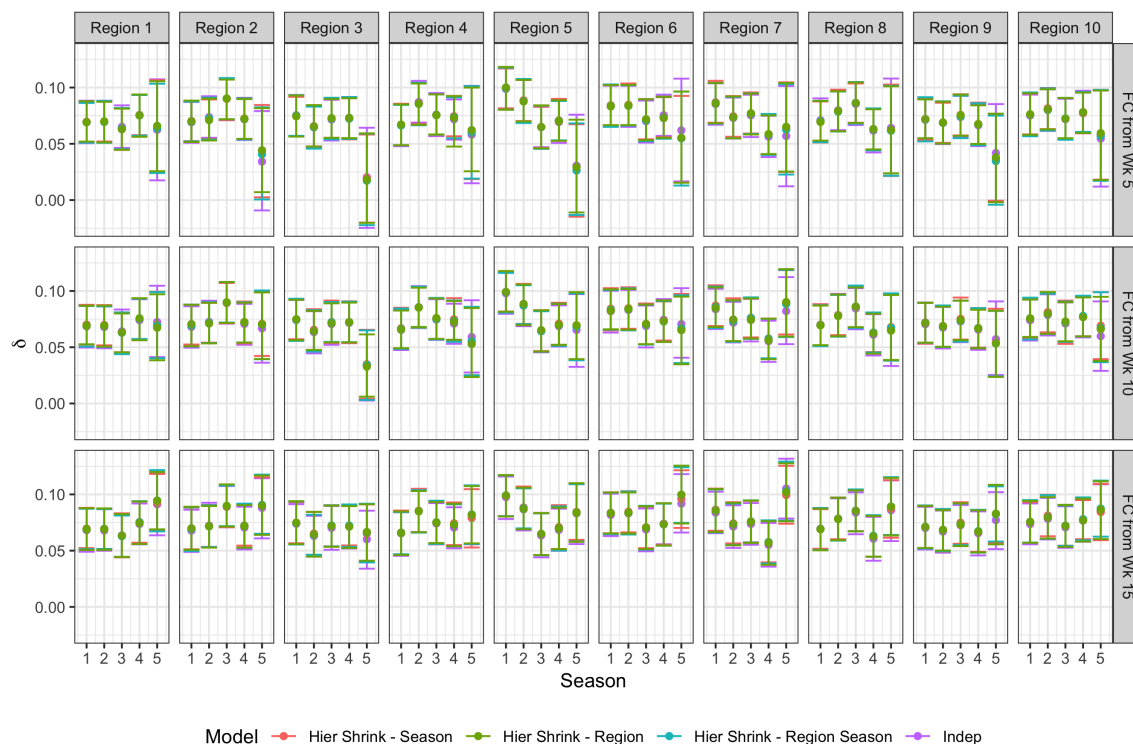 Region 1 Region 2 Region 3 Region 4 Region 5 Region 6 Region 7 Region 8 Region 9 Region 10
0.10
0.05
0.00
FC from Wk 5
0.10
0.05
0.00
FC from Wk 10
δ
0.10
0.05
0.00
FC from Wk 15
1 2 3 4 5 1 2 3 4 5 1 2 3 4 5 1 2 3 4 5 1 2 3 4 5 1 2 3 4 5 1 2 3 4 5 1 2 3 4 5 1 2 3 4 5 1 2 3 4 5
Season
Model Hier Shrink - Season Hier Shrink - Region Hier Shrink - Region Season Indep